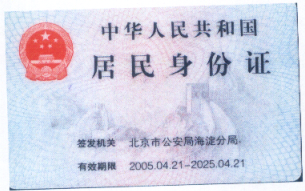 中华人民共和国
居民身份证
签发机关 北京市公安局海淀分局
有效期限 2005.04.21-2025.04.21